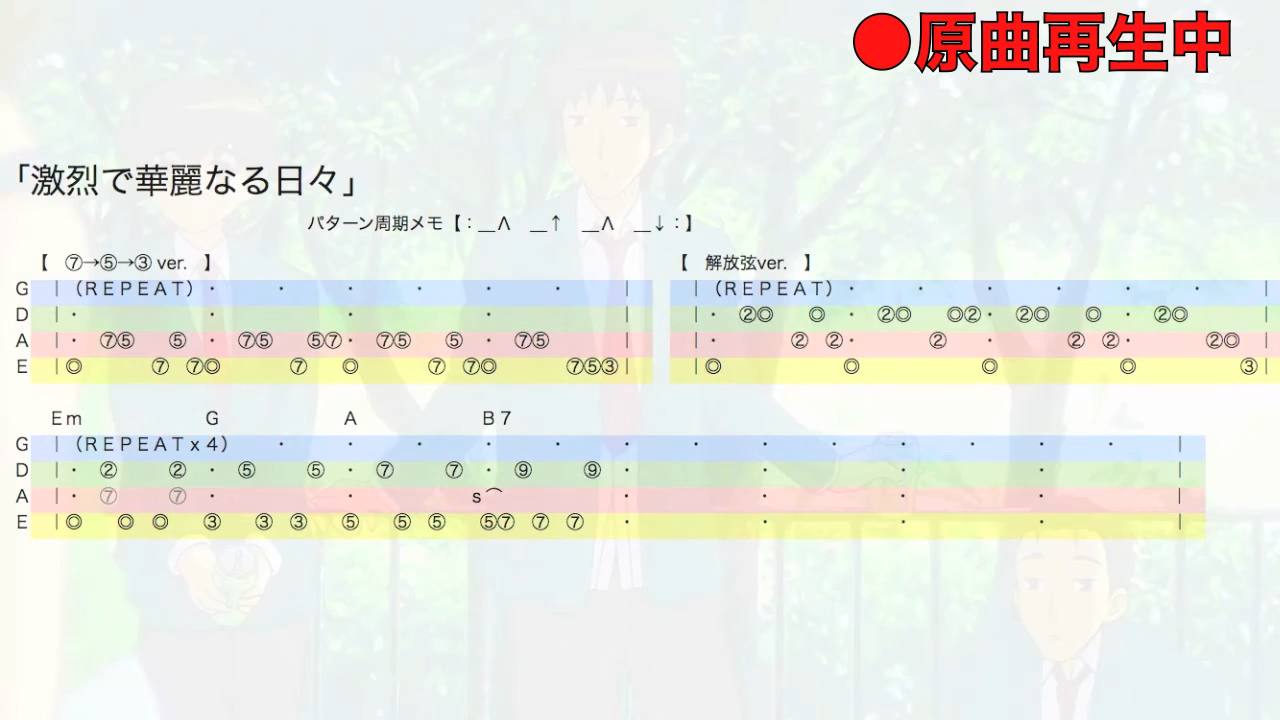 ●原曲再生中
「激烈で華麗なる日々」
パターン周期メモ【：＿Λ ＿↑ ＿Λ ＿↓：】
【 ⑦→⑤→③ ver. 】
G |（ＲＥＰＥＡＴ）・ ・ ・ ・ ・ ・ |
D |・ ・ ・ ・ |
A |・ ⑦⑤ ⑤ ・ ⑦⑤ ⑤⑦・ ⑦⑤ ⑤ ・ ⑦⑤ |
E |◎ ⑦ ⑦◎ ⑦ ◎ ⑦ ⑦◎ ⑦⑤③|
【 解放弦ver. 】
|（ＲＥＰＥＡＴ）・ ・ ・ ・ ・ ・ |
|・ ②◎ ◎ ・ ②◎ ◎②・ ②◎ ◎ ・ ②◎ |
|・ ② ②・ ② ・ ② ②・ ②◎ |
|◎ ◎ ◎ ◎ ③|
Ｅｍ Ｇ Ａ Ｂ７
G |（ＲＥＰＥＡＴｘ４） ・ ・ ・ ・ ・ ・ ・ ・ ・ ・ ・ ・ ・ |
D |・ ② ② ・ ⑤ ⑤ ・ ⑦ ⑦ ・ ⑨ ⑨ ・ ・ ・ ・ |
A |・ ⑦ ⑦ ・ ・ s⌒ ・ ・ ・ ・ |
E |◎ ◎ ◎ ③ ③ ③ ⑤ ⑤ ⑤ ⑤⑦ ⑦ ⑦ ・ ・ ・ ・ |